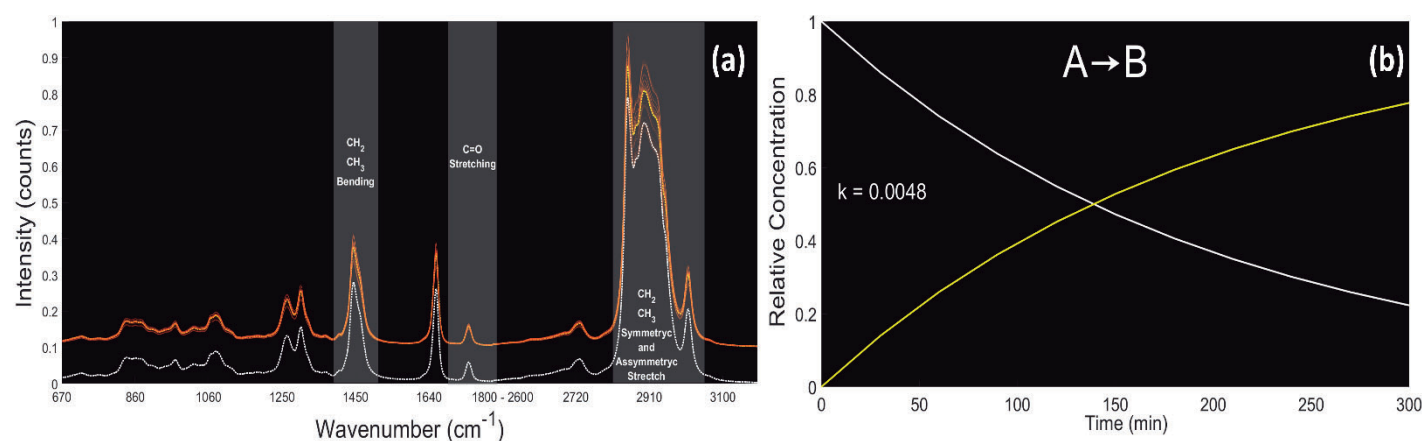 (a)
Intensity (counts)
1
0.9
0.8
0.7
0.6
0.5
0.4
0.3
0.2
0.1
0
CH2
CH3
Bending
C=O
Stretching
CH2
CH3
Symmetryc
and
Assymmetryc
Strectch
670 860 1060 1250 1450 1640 1800 - 2600 2720 2910 3100
Wavenumber (cm-1)
A→B
(b)
Relative Concentration
1
0.8
0.6
0.4
0.2
0
k = 0.0048
0 50 100 150 200 250 300
Time (min)